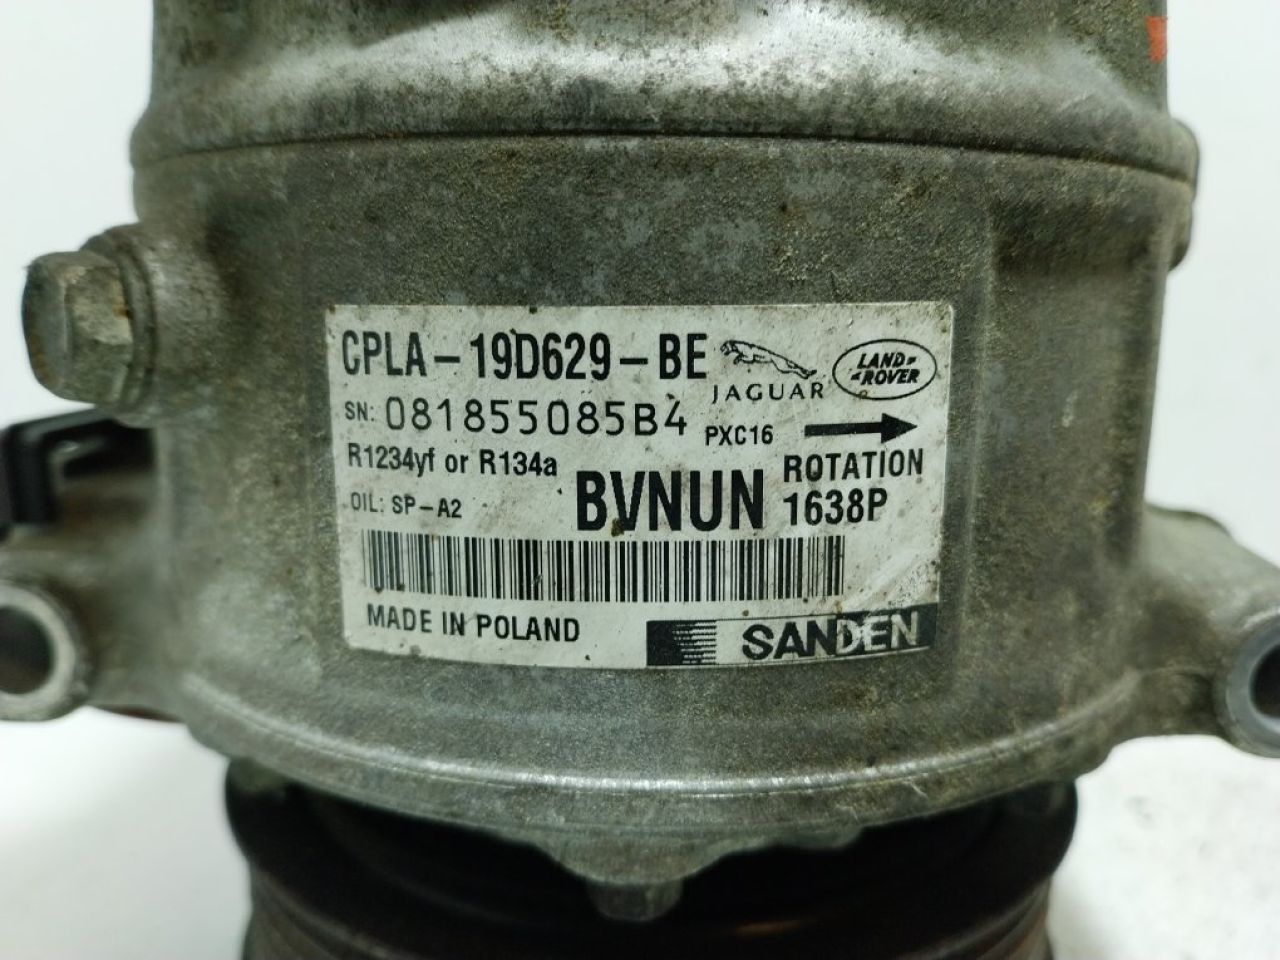 CPLA-19D629-BE
JAGUAR
LAND-
-ROVER
SN: 081855085B4
PXC16
R1234yf or R134a
ROTATION
OIL: SP-A2
BVNUN
1638P
MADE IN POLAND
SANDEN